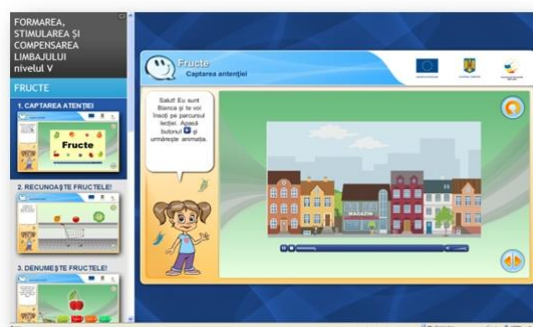 FORMAREA,
STIMULAREA ȘI
COMPENSAREA
LIMBAJULUI
nivelul V
FRUCTE
1. CAPTAREA ATENȚIEI
Fructe
2. RECUNOAȘTE FRUCTELE!
3. DENUMEȘTE FRUCTELE!
Fructe
Captarea antenției
Salut! Eu sunt
Bianca și te voi
însoți pe parcursul
lecției. Apasă
butonul și
urmărește animația.
MAGAZIN